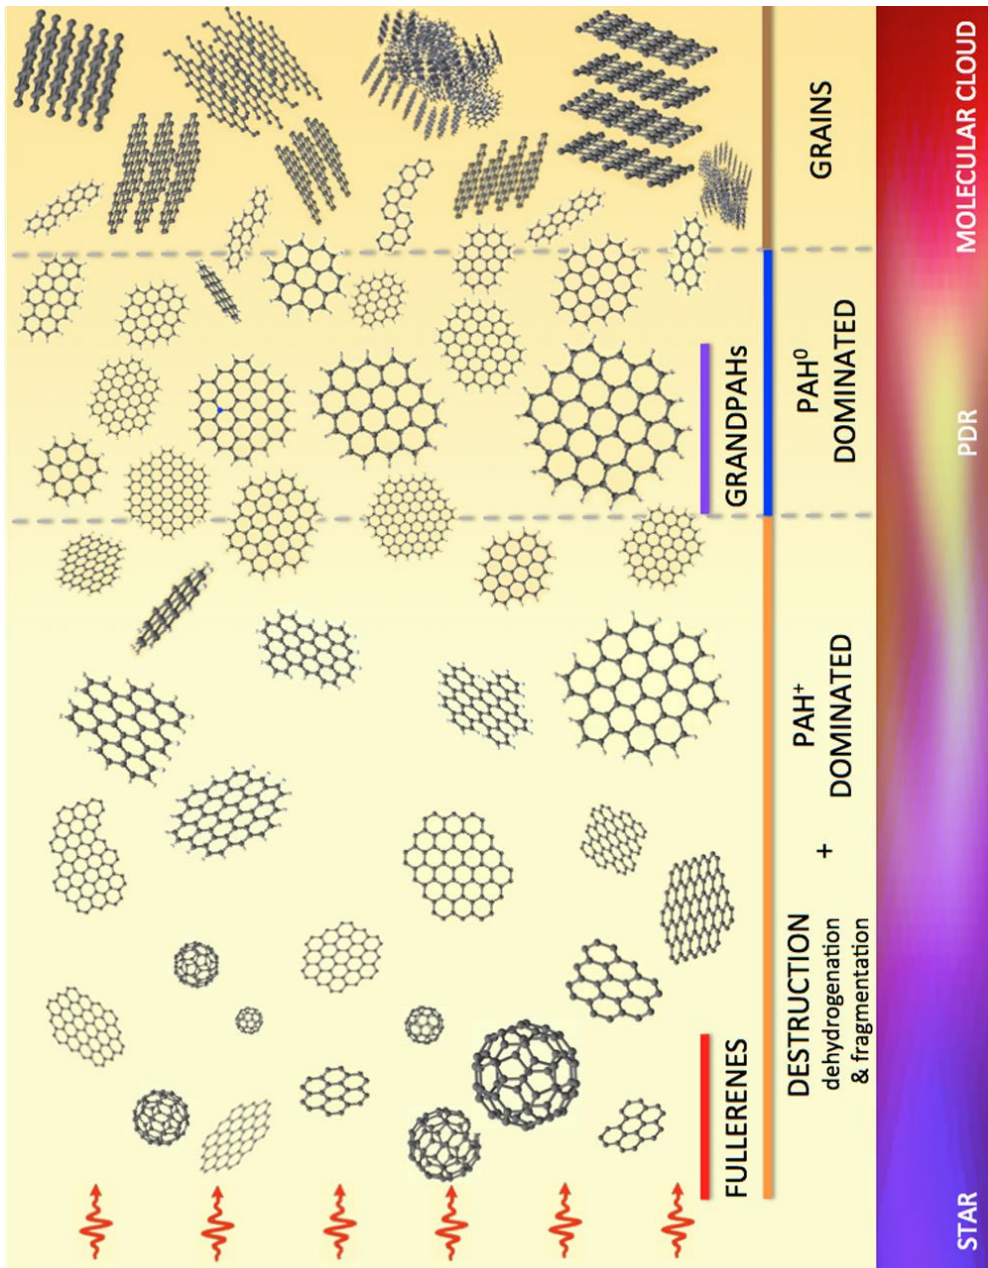 FULLERENES
GRANDPAHs
DESTRUCTION
dehydrogenation
& fragmentation
+
PAH⁺
DOMINATED
PAH⁰
DOMINATED
GRAINS
STAR
PDR
MOLECULAR CLOUD